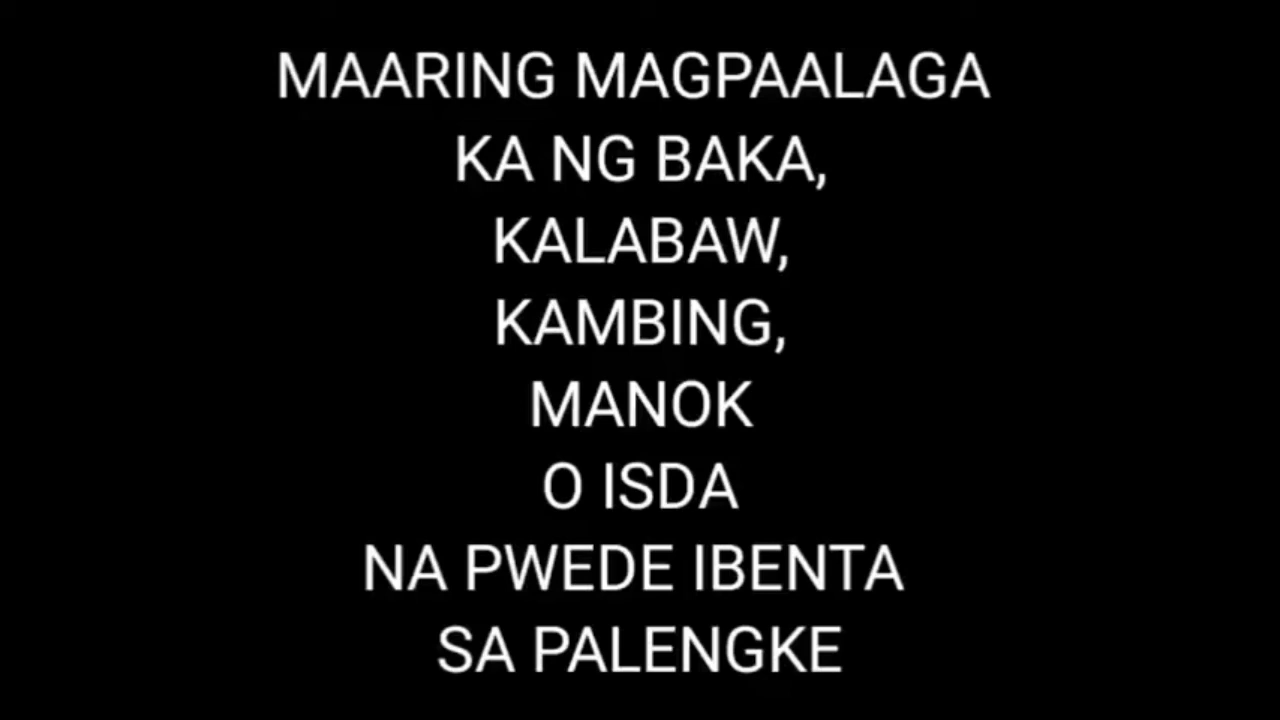 MAARING MAGPAALAGA
KA NG BAKA,
KALABAW,
KAMBING,
MANOK
O ISDA
NA PWEDE IBENTA
SA PALENGKE